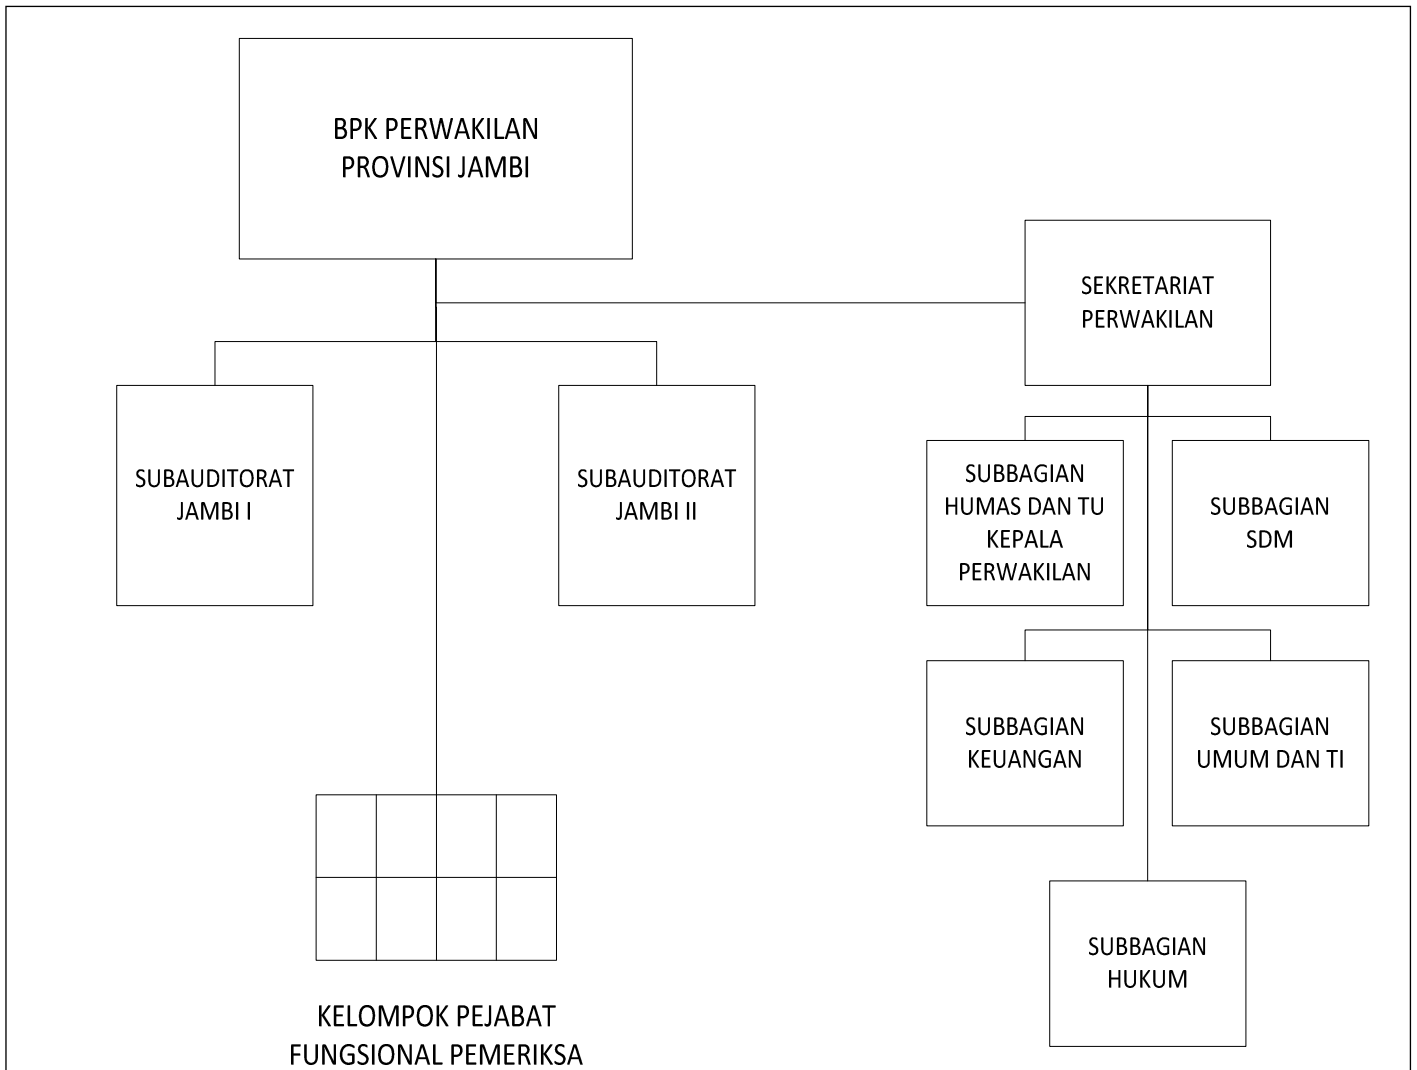 BPK PERWAKILAN
PROVINSI JAMBI
SEKRETARIAT
PERWAKILAN
SUBAUDITORAT
JAMBI I
SUBAUDITORAT
JAMBI II
SUBBAGIAN
HUMAS DAN TU
KEPALA
PERWAKILAN
SUBBAGIAN
SDM
SUBBAGIAN
KEUANGAN
SUBBAGIAN
UMUM DAN TI
SUBBAGIAN
HUKUM
KELOMPOK PEJABAT
FUNGSIONAL PEMERIKSA